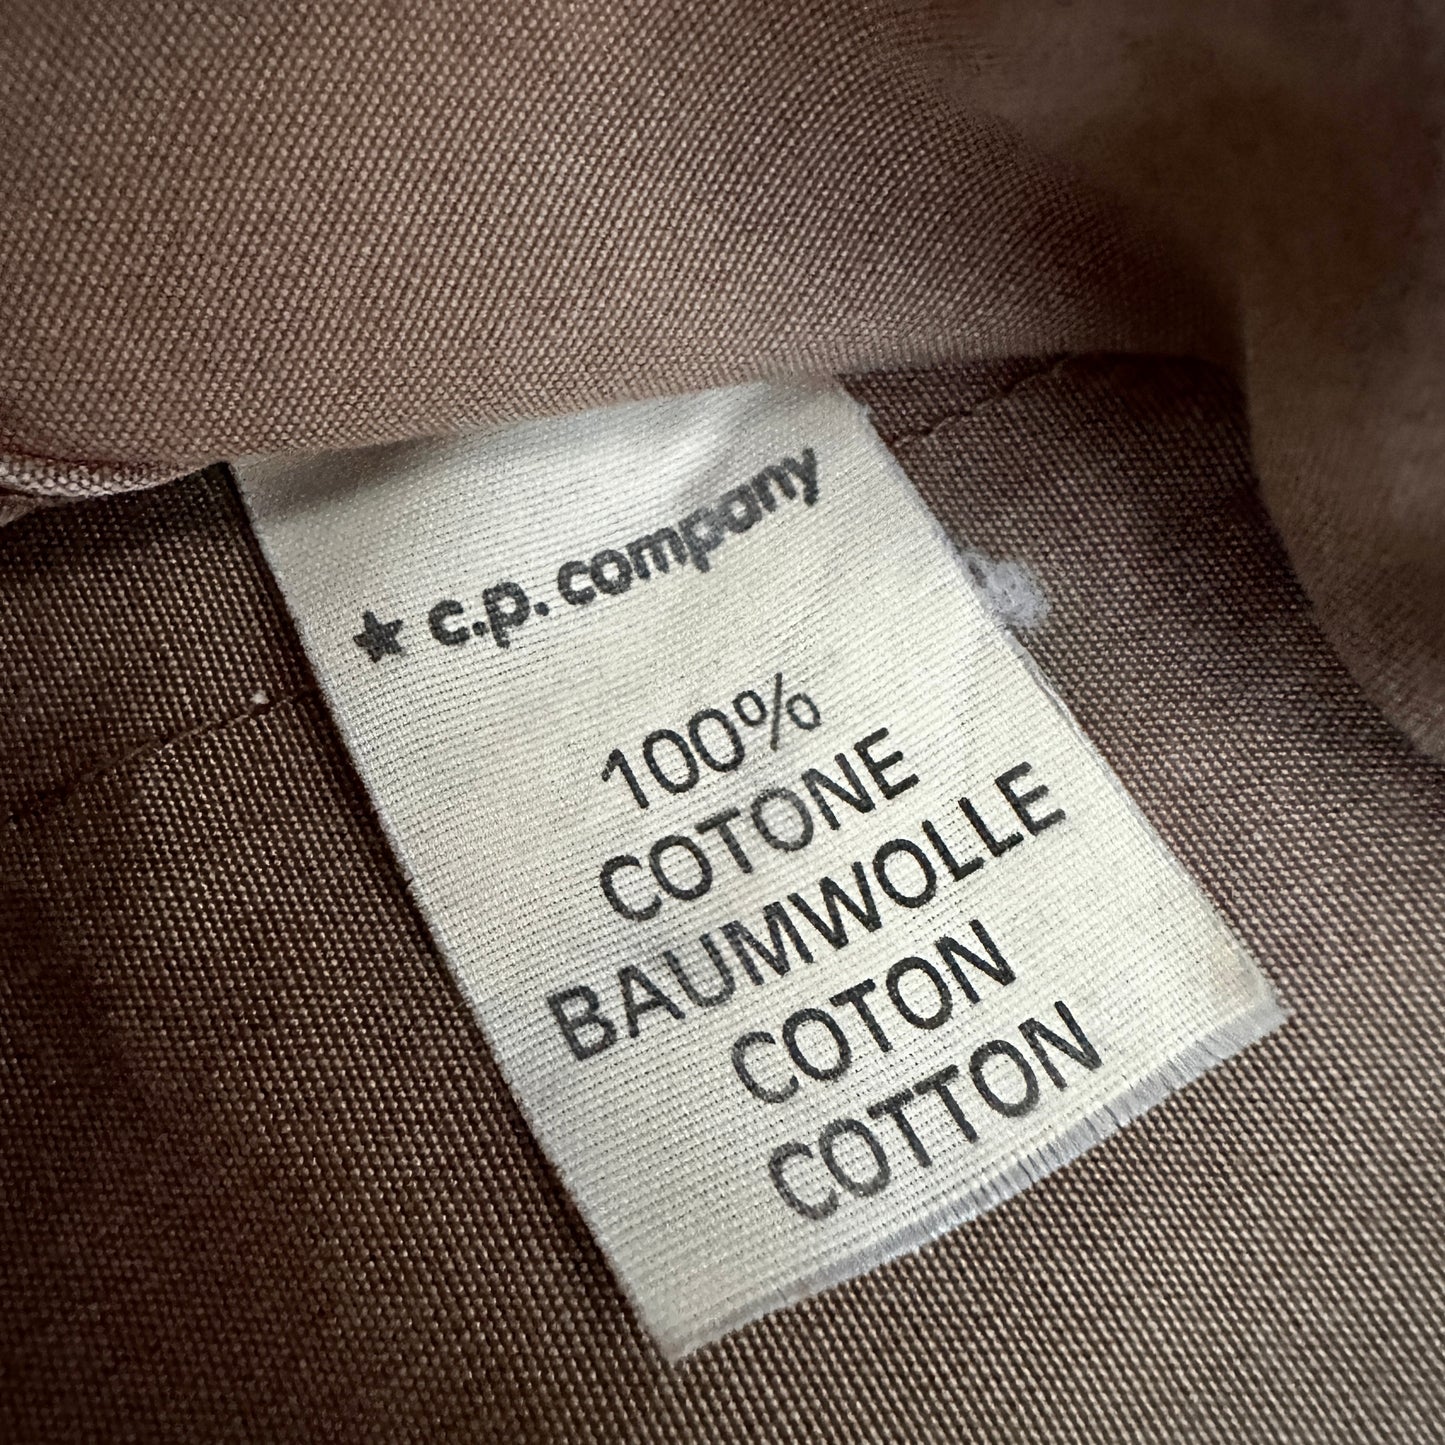 ★ c.p. company
100%
COTONE
BAUMWOLLE
COTON
COTTON